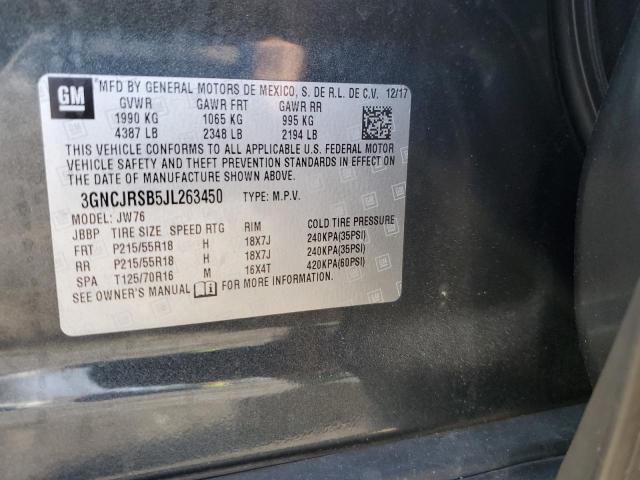 GM
MFD BY GENERAL MOTORS DE MEXICO, S. DE R.L. DE C.V. 12/17
GVWR GAWR FRT GAWR RR
1990 KG 1065 KG 995 KG
4387 LB 2348 LB 2194 LB
THIS VEHICLE CONFORMS TO ALL APPLICABLE U.S. FEDERAL MOTOR
VEHICLE SAFETY AND THEFT PREVENTION STANDARDS IN EFFECT ON
THE DATE OF MANUFACTURE SHOWN ABOVE.
3GNCJRSB5JL263450 TYPE: M.P.V.
MODEL: JW76
JBBP TIRE SIZE SPEED RTG RIM COLD TIRE PRESSURE
FRT P215/55R18 H 18X7J 240KPA(35PSI)
RR P215/55R18 H 18X7J 240KPA(35PSI)
SPA T125/70R16 M 16X4T 420KPA(60PSI)
SEE OWNER'S MANUAL FOR MORE INFORMATION.